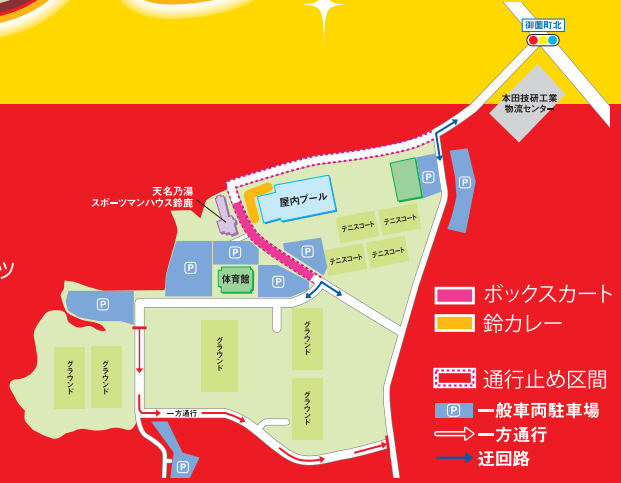 御薗町北
本田技研工業
物流センター
天名乃湯
スポーツマンハウス鈴鹿
屋内プール
P
P
テニスコート
テニスコート
テニスコート
テニスコート
P
P
P
P
体育館
P
ツ
ボックスカート
鈴カレー
グラウンド
グラウンド
グラウンド
グラウンド
グラウンド
通行止め区間
P 一般車両駐車場
一方通行
一方通行
迂回路
P